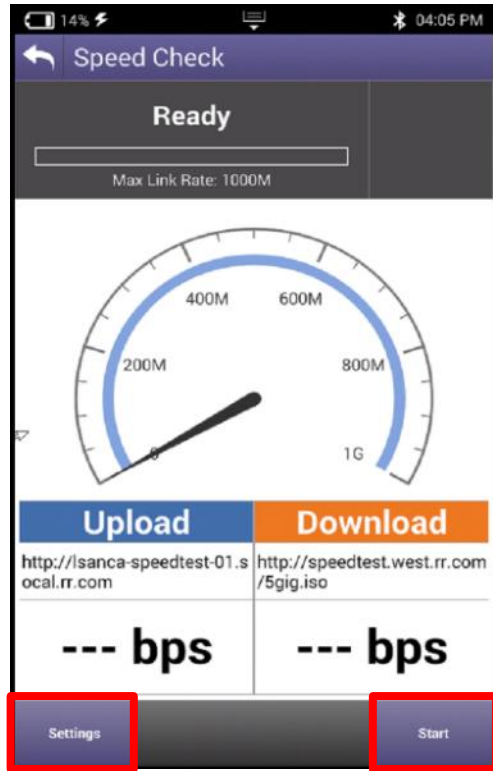 14% 04:05 PM
Speed Check
Ready
Max Link Rate: 1000M
400M 600M
200M 800M
0 1G
Upload Download
http://lsanca-speedtest-01.s
ocal.rr.com
http://speedtest.west.rr.com
/5gig.iso
--- bps --- bps
Settings Start